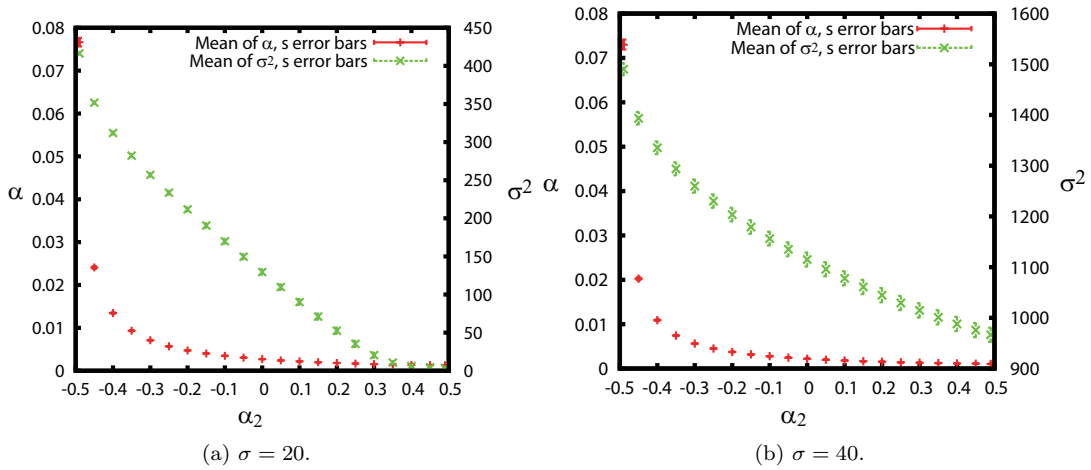 Mean of α, s error bars
Mean of σ², s error bars
0.08
0.07
0.06
0.05
0.04
0.03
0.02
0.01
0
α
450
400
350
300
250
200
150
100
50
0
σ²
-0.5 -0.4 -0.3 -0.2 -0.1 0 0.1 0.2 0.3 0.4 0.5
α₂
(a) σ = 20.
Mean of α, s error bars
Mean of σ², s error bars
0.08
0.07
0.06
0.05
0.04
0.03
0.02
0.01
0
α
1600
1500
1400
1300
1200
1100
1000
900
σ²
-0.5 -0.4 -0.3 -0.2 -0.1 0 0.1 0.2 0.3 0.4 0.5
α₂
(b) σ = 40.